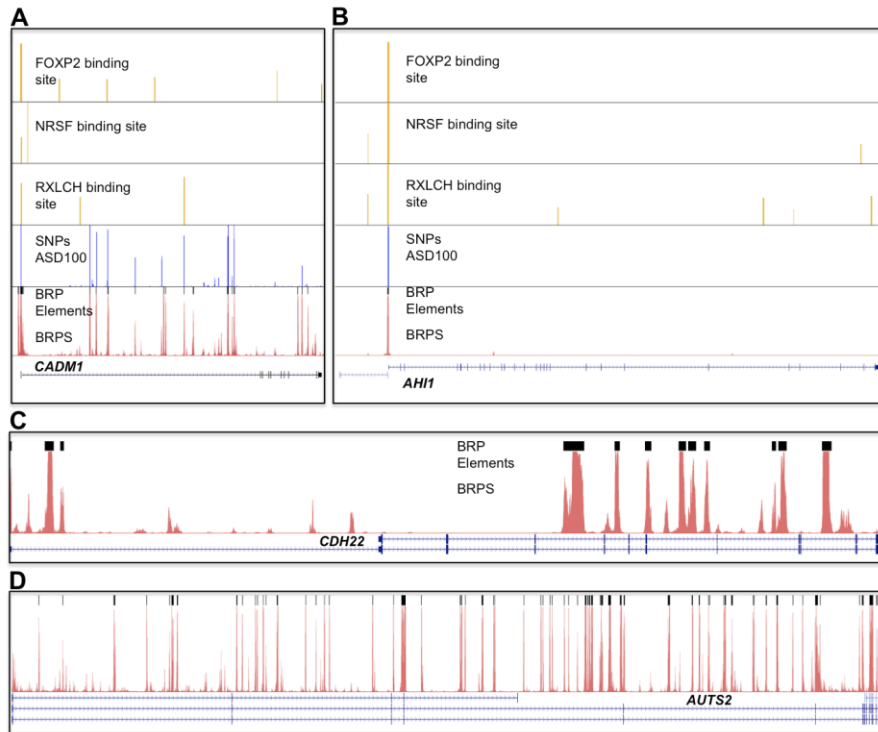 A
FOXP2 binding
site
NRSF binding site
RXLCH binding
site
SNPs
ASD100
BRP
Elements
BRPS
CADM1
B
FOXP2 binding
site
NRSF binding site
RXLCH binding
site
SNPs
ASD100
BRP
Elements
BRPS
AHI1
C
BRP
Elements
BRPS
CDH22
D
AUTS2